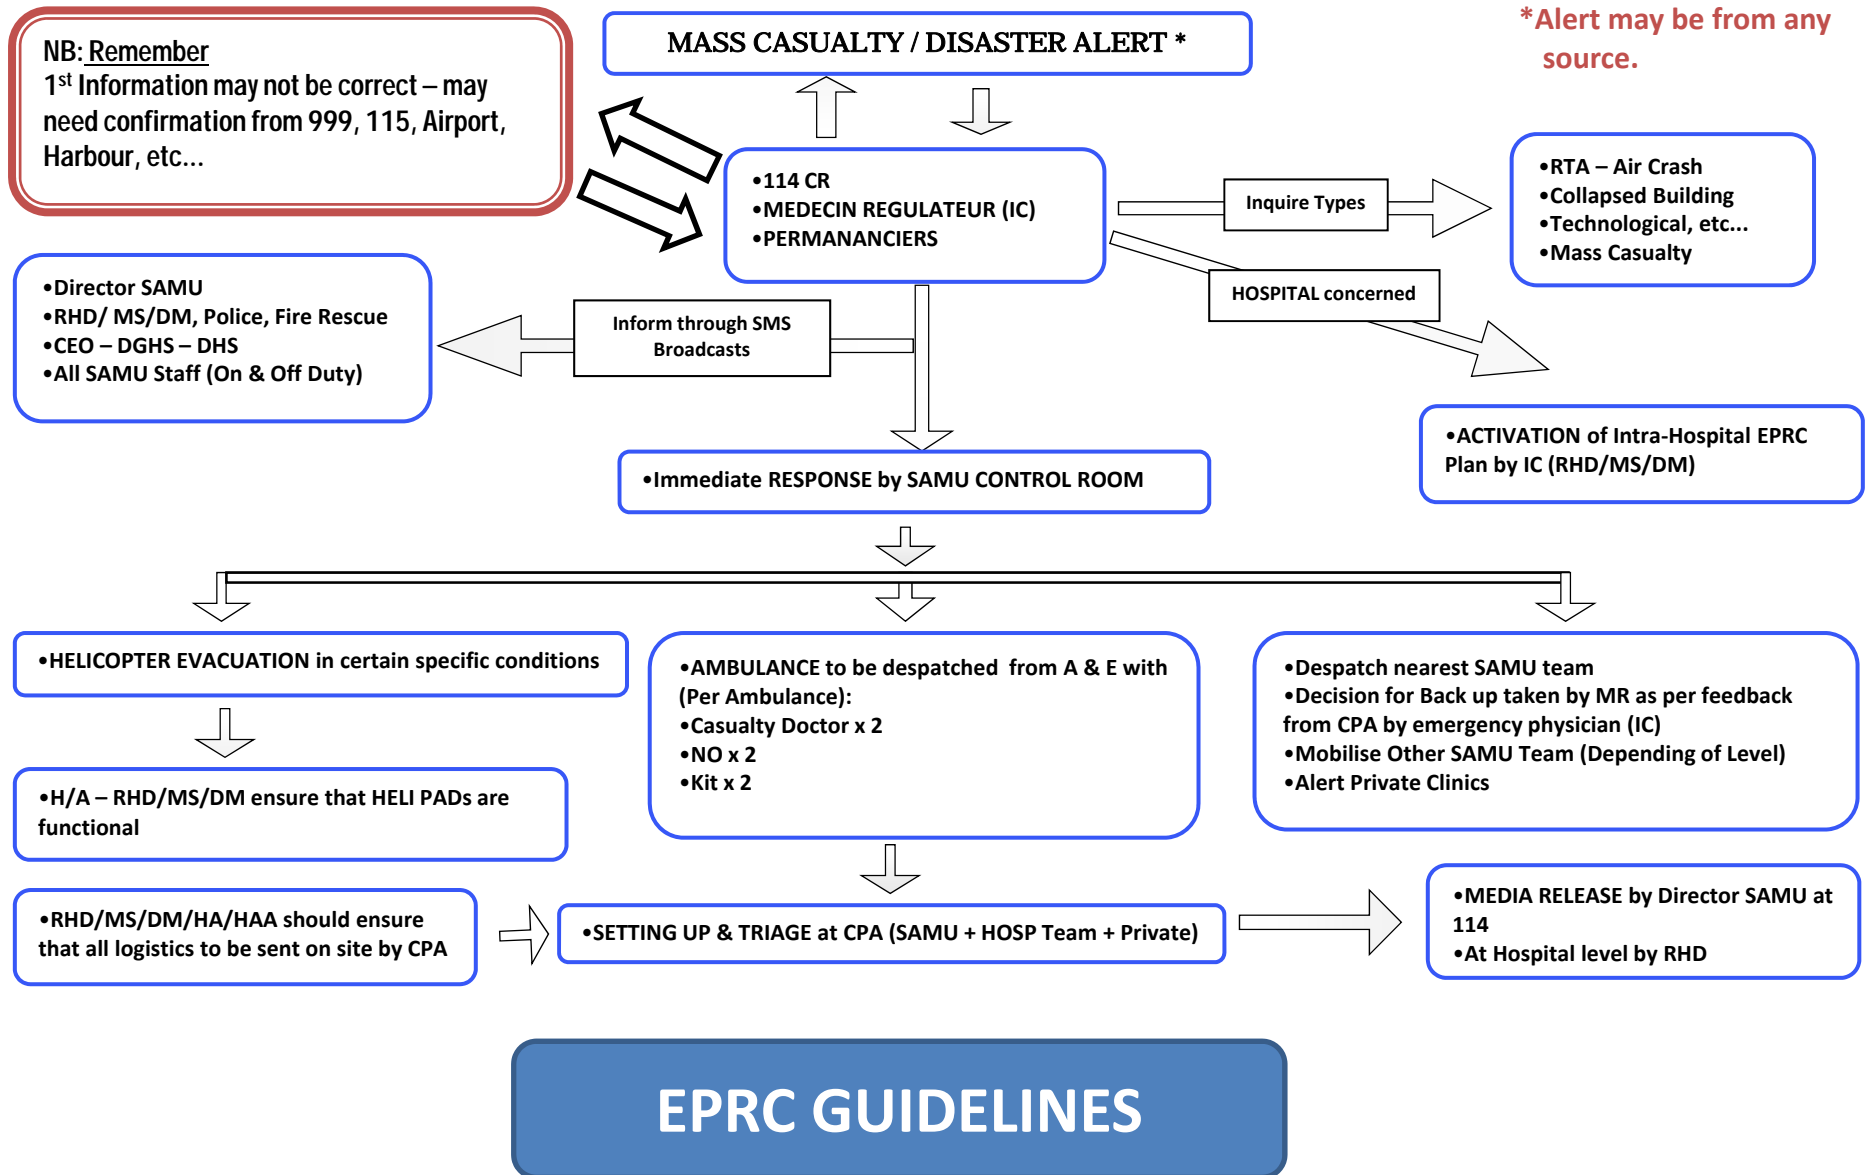 *Alert may be from any
source.
MASS CASUALTY / DISASTER ALERT *
NB: Remember
1st Information may not be correct – may
need confirmation from 999, 115, Airport,
Harbour, etc...
•114 CR
•MEDECIN REGULATEUR (IC)
•PERMANANCIERS
Inquire Types
•RTA – Air Crash
•Collapsed Building
•Technological, etc...
•Mass Casualty
HOSPITAL concerned
•Director SAMU
•RHD/ MS/DM, Police, Fire Rescue
•CEO – DGHS – DHS
•All SAMU Staff (On & Off Duty)
Inform through SMS
Broadcasts
•ACTIVATION of Intra-Hospital EPRC
Plan by IC (RHD/MS/DM)
•Immediate RESPONSE by SAMU CONTROL ROOM
•HELICOPTER EVACUATION in certain specific conditions
•AMBULANCE to be despatched from A & E with
(Per Ambulance):
•Casualty Doctor x 2
•NO x 2
•Kit x 2
•Despatch nearest SAMU team
•Decision for Back up taken by MR as per feedback
from CPA by emergency physician (IC)
•Mobilise Other SAMU Team (Depending of Level)
•Alert Private Clinics
•H/A – RHD/MS/DM ensure that HELI PADs are
functional
•RHD/MS/DM/HA/HAA should ensure
that all logistics to be sent on site by CPA
•SETTING UP & TRIAGE at CPA (SAMU + HOSP Team + Private)
•MEDIA RELEASE by Director SAMU at
114
•At Hospital level by RHD
EPRC GUIDELINES